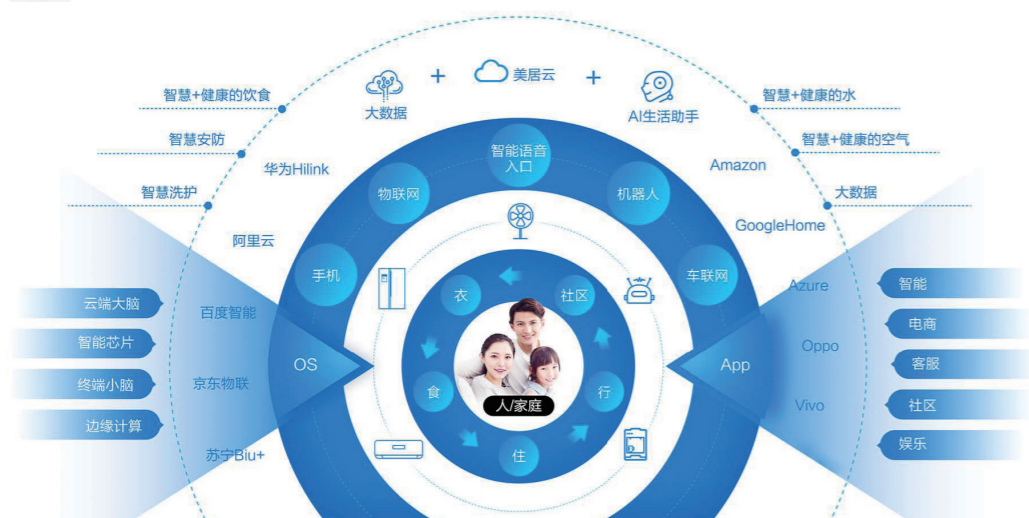 大数据
+
美居云
+
AI生活助手
智慧+健康的饮食
智慧安防
智慧洗护
智慧+健康的水
智慧+健康的空气
大数据
华为Hilink
阿里云
百度智能
京东物联
苏宁Biu+
Amazon
GoogleHome
Azure
Oppo
Vivo
手机
物联网
智能语音
入口
机器人
车联网
OS
App
云端大脑
智能芯片
终端小脑
边缘计算
智能
电商
客服
社区
娱乐
衣
社区
食
行
住
人/家庭